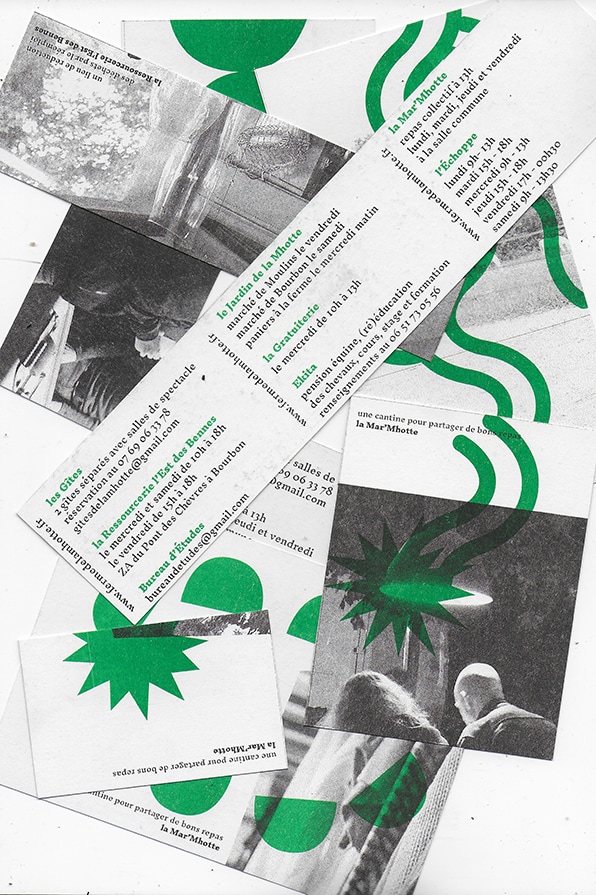 un lieu de réduction
des déchets par le réemploi
la Ressourcerie l'Est des Bennes
la Mar'Mhotte
repas collectif à 13h
lundi, mardi, jeudi et vendredi
à la salle commune
l'Échoppe
lundi 9h - 13h
mardi 15h - 18h
mercredi 9h - 13h
jeudi 15h - 18h
vendredi 17h - 00h30
samedi 9h - 13h30
www.fermedelamhotte.fr
le Jardin de la Mhotte
marché de Moulins le vendredi
marché de Bourbon le samedi
paniers à la ferme le mercredi matin
la Gratuiterie
le mercredi de 10h à 13h
Ekita
pension équine, (ré)éducation
des chevaux, cours, stage et formation
renseignements au 06 51 73 05 56
www.fermedelamhotte.fr
les Gîtes
2 gîtes séparés avec salles de spectacle
réservation au 07 69 06 33 78
gitesdelamhotte@gmail.com
la Ressourcerie l'Est des Bennes
le mercredi et samedi de 10h à 18h
le vendredi de 15h à 18h
ZA du Pont des Chèvres à Bourbon
Bureau d'Études
bureaudetudes@gmail.com
www.fermedelamhotte.fr
une cantine pour partager de bons repas
la Mar'Mhotte
salles de
69 06 33 78
@gmail.com
à 13h
jeudi et vendredi
une cantine pour partager de bons repas
la Mar'Mhotte
cantine pour partager de bons repas
la Mar'Mhotte